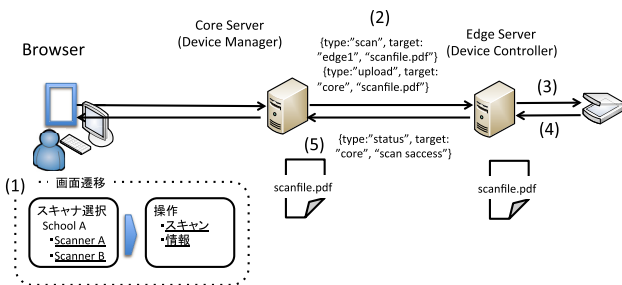 Browser
Core Server
(Device Manager)
(2)
{type:"scan", target:
"edge1", "scanfile.pdf"}
{type:"upload", target:
"core", "scanfile.pdf"}
Edge Server
(Device Controller)
(3)
(4)
(5)
{type:"status", target:
"core", "scan saccess"}
scanfile.pdf
scanfile.pdf
(1)
画面遷移
スキャナ選択
School A
▪Scanner A
▪Scanner B
操作
▪スキャン
▪情報